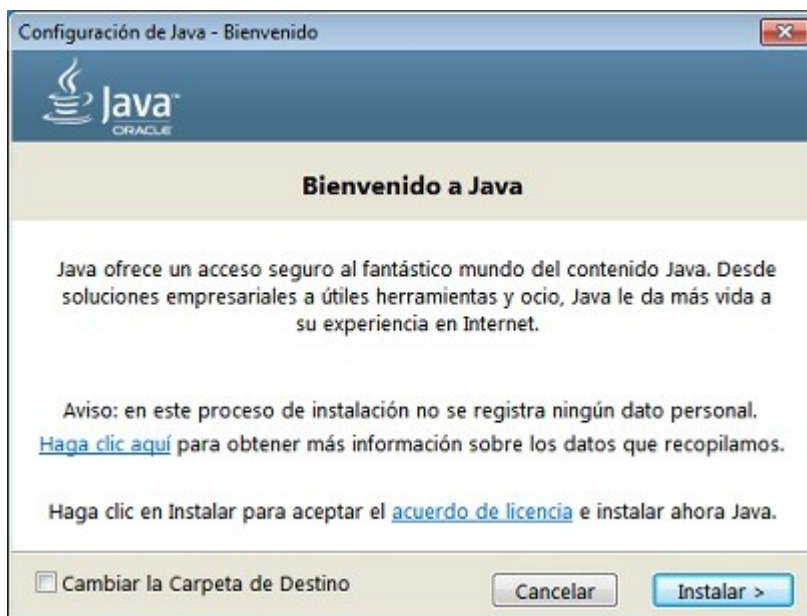 Configuración de Java - Bienvenido
Java™
ORACLE
Bienvenido a Java
Java ofrece un acceso seguro al fantástico mundo del contenido Java. Desde
soluciones empresariales a útiles herramientas y ocio, Java le da más vida a
su experiencia en Internet.
Aviso: en este proceso de instalación no se registra ningún dato personal.
Haga clic aquí para obtener más información sobre los datos que recopilamos.
Haga clic en Instalar para aceptar el acuerdo de licencia e instalar ahora Java.
Cambiar la Carpeta de Destino
Cancelar
Instalar >